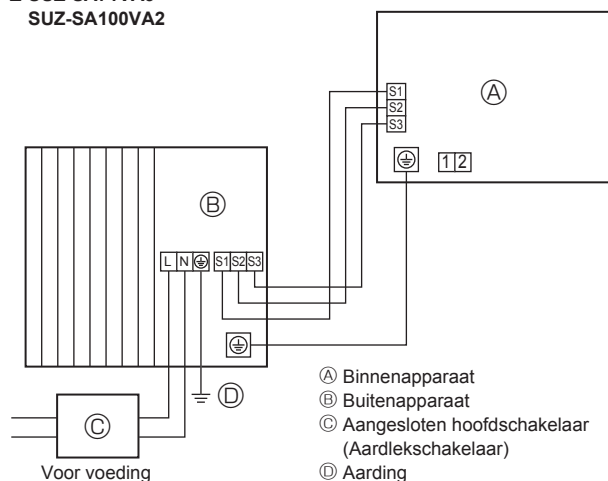 SUZ-SA100VA2
S1
S2
S3
Ⓐ
1 2
Ⓑ
L N S1 S2 S3
Ⓓ
Ⓒ
Voor voeding
Ⓐ Binnenapparaat
Ⓑ Buitenapparaat
Ⓒ Aangesloten hoofdschakelaar
(Aardlekschakelaar)
Ⓓ Aarding